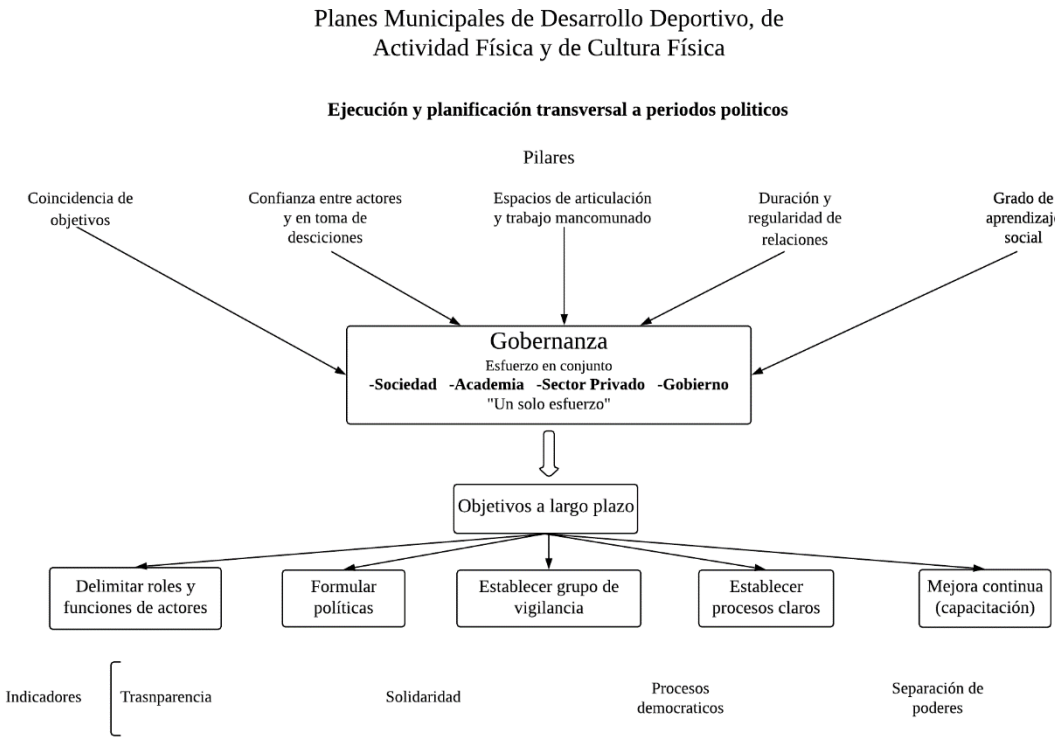 Planes Municipales de Desarrollo Deportivo, de
Actividad Física y de Cultura Física
Ejecución y planificación transversal a periodos politicos
Pilares
Coincidencia de
objetivos
Confianza entre actores
y en toma de
desciciones
Espacios de articulación
y trabajo mancomunado
Duración y
regularidad de
relaciones
Grado de
aprendizaje
social
Gobernanza
Esfuerzo en conjunto
-Sociedad -Academia -Sector Privado -Gobierno
"Un solo esfuerzo"
Objetivos a largo plazo
Delimitar roles y
funciones de actores
Formular
políticas
Establecer grupo de
vigilancia
Establecer
procesos claros
Mejora continua
(capacitación)
Indicadores
Trasnparencia
Solidaridad
Procesos
democraticos
Separación de
poderes